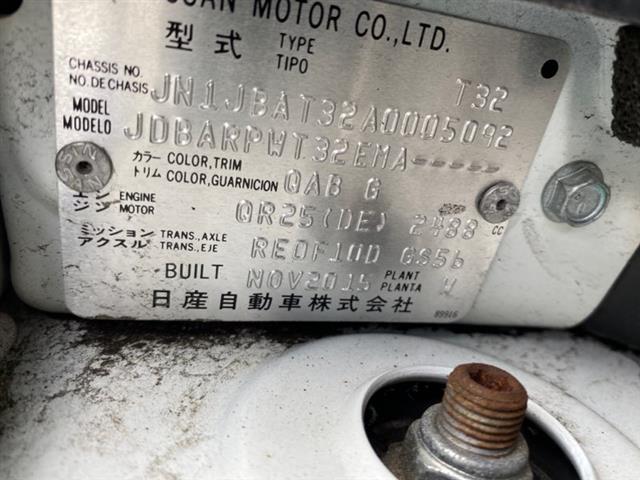 SSAN MOTOR CO.,LTD.
型式 TYPE TIPO T32
CHASSIS NO. NO.DE CHASIS JN1JBAT32A0005092
MODEL MODELO JDBARPWT32EMA-----
カラー COLOR,TRIM トリム COLOR,GUARNICION QAB G
エンジン ENGINE MOTOR QR25(DE) 2488 CC
ミッション TRANS.,AXLE アクスル TRANS.,EJE RE0F10D GS5b
BUILT NOV2015 PLANT PLANTA W
日産自動車株式会社 89916